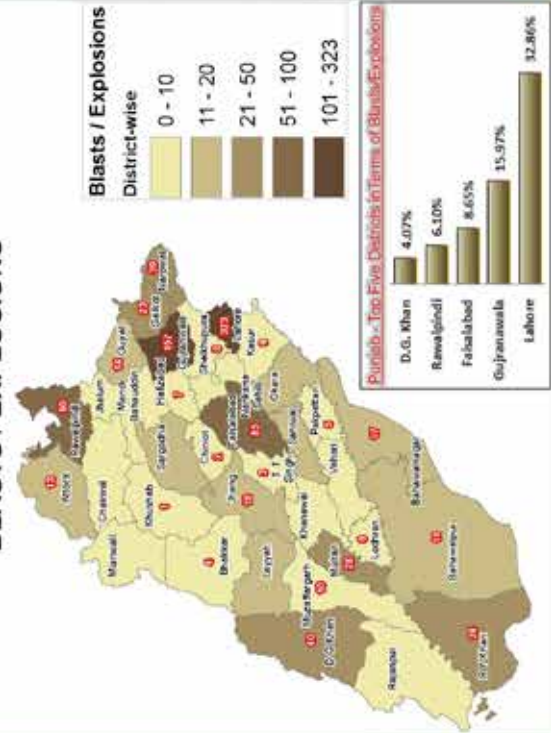 Blasts / Explosions
District-wise
0 - 10
11 - 20
21 - 50
51 - 100
101 - 323
Punjab - Top Five Districts in Terms of Blasts/Explosions
D.G. Khan 4.07%
Rawalpindi 6.10%
Faisalabad 8.65%
Gujranawala 15.97%
Lahore 32.86%
Attock
Rawalpindi
Chakwal
Jhelum
Gujrat
Mandi
Bahauddin
Sialkot
Narowal
Mianwali
Khushab
Sargodha
Hafizabad
Gujranwala
Sheikhupura
Lahore
323
Kasur
Nankana
Sahib
Chiniot
Faisalabad
85
Bhakkar
Jhang
T T
Singh
Okara
Sahiwal
Pakpattan
Layyah
Khanewal
Vehari
Multan
Lodhran
Muzaffargarh
D G Khan
40
Rajanpur
Bahawalnagar
Bahawalpur
R Y Khan